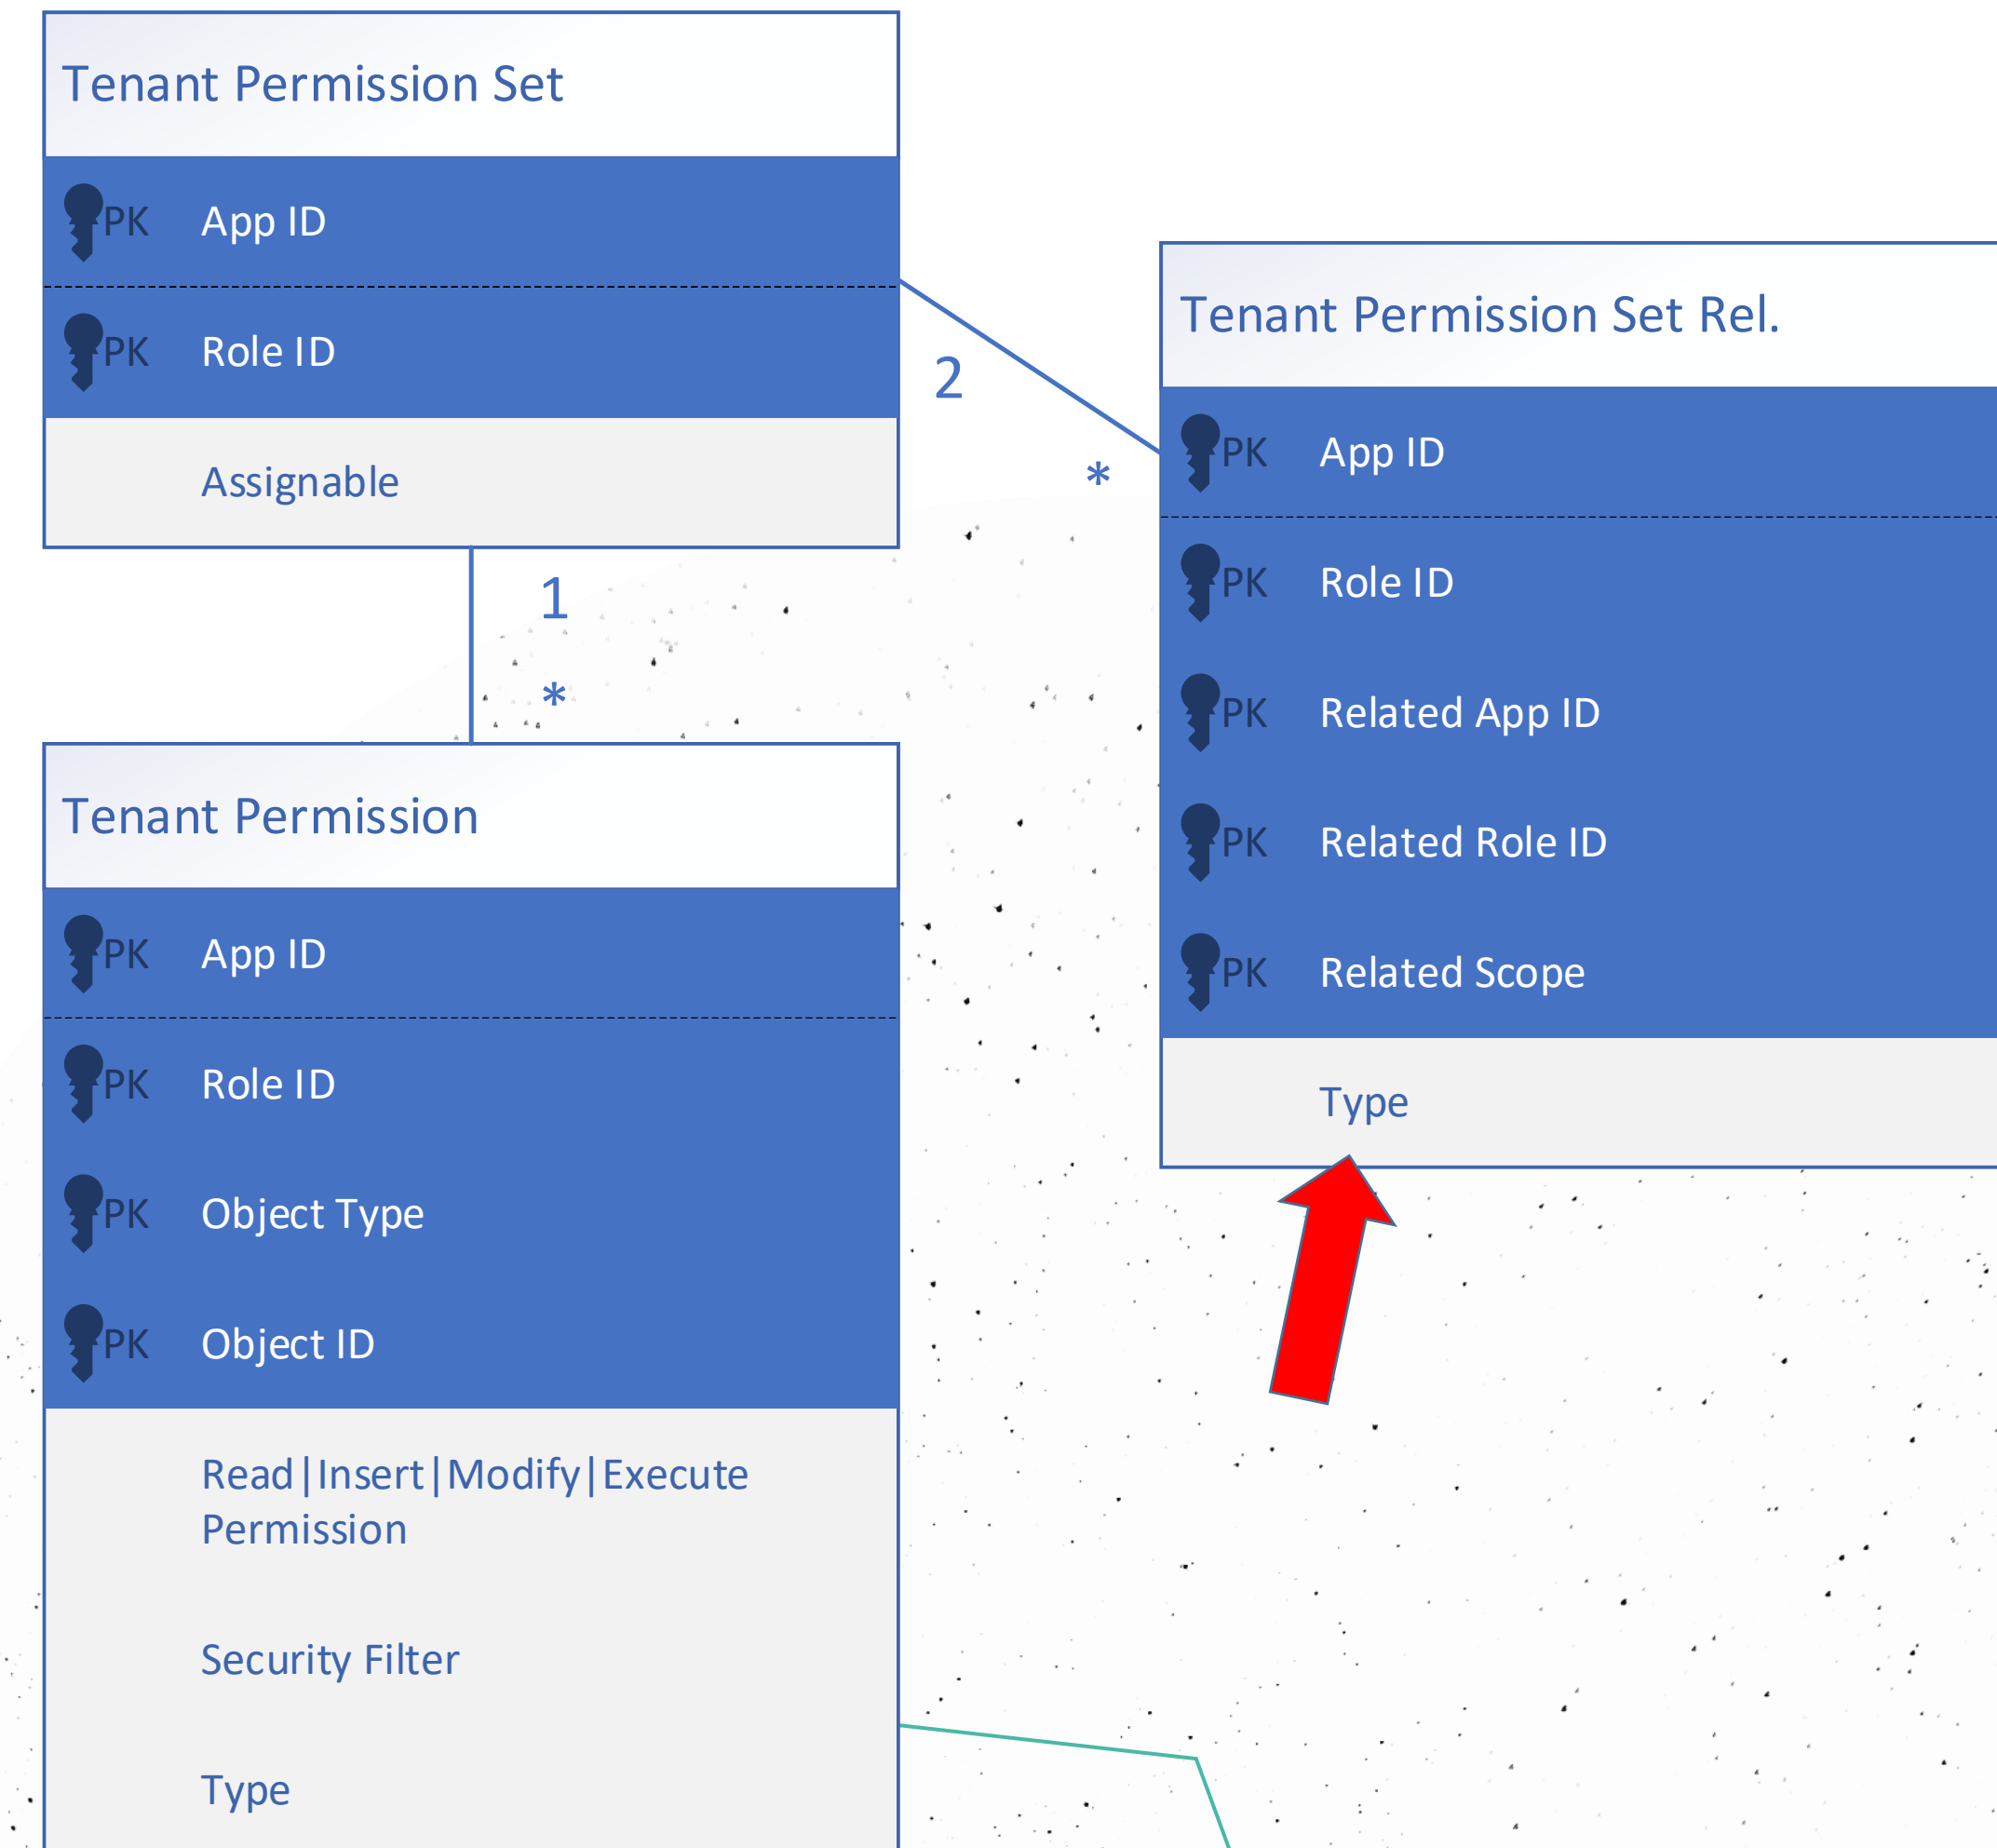 Tenant Permission Set
PK App ID
PK Role ID
Assignable
2
*
1
*
Tenant Permission Set Rel.
PK App ID
PK Role ID
PK Related App ID
PK Related Role ID
PK Related Scope
Type
Tenant Permission
PK App ID
PK Role ID
PK Object Type
PK Object ID
Read|Insert|Modify|Execute
Permission
Security Filter
Type